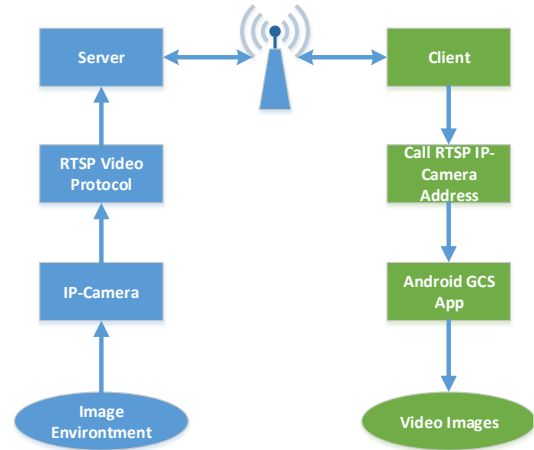 Server
Client
RTSP Video
Protocol
Call RTSP IP-
Camera
Address
IP-Camera
Android GCS
App
Image
Environtment
Video Images